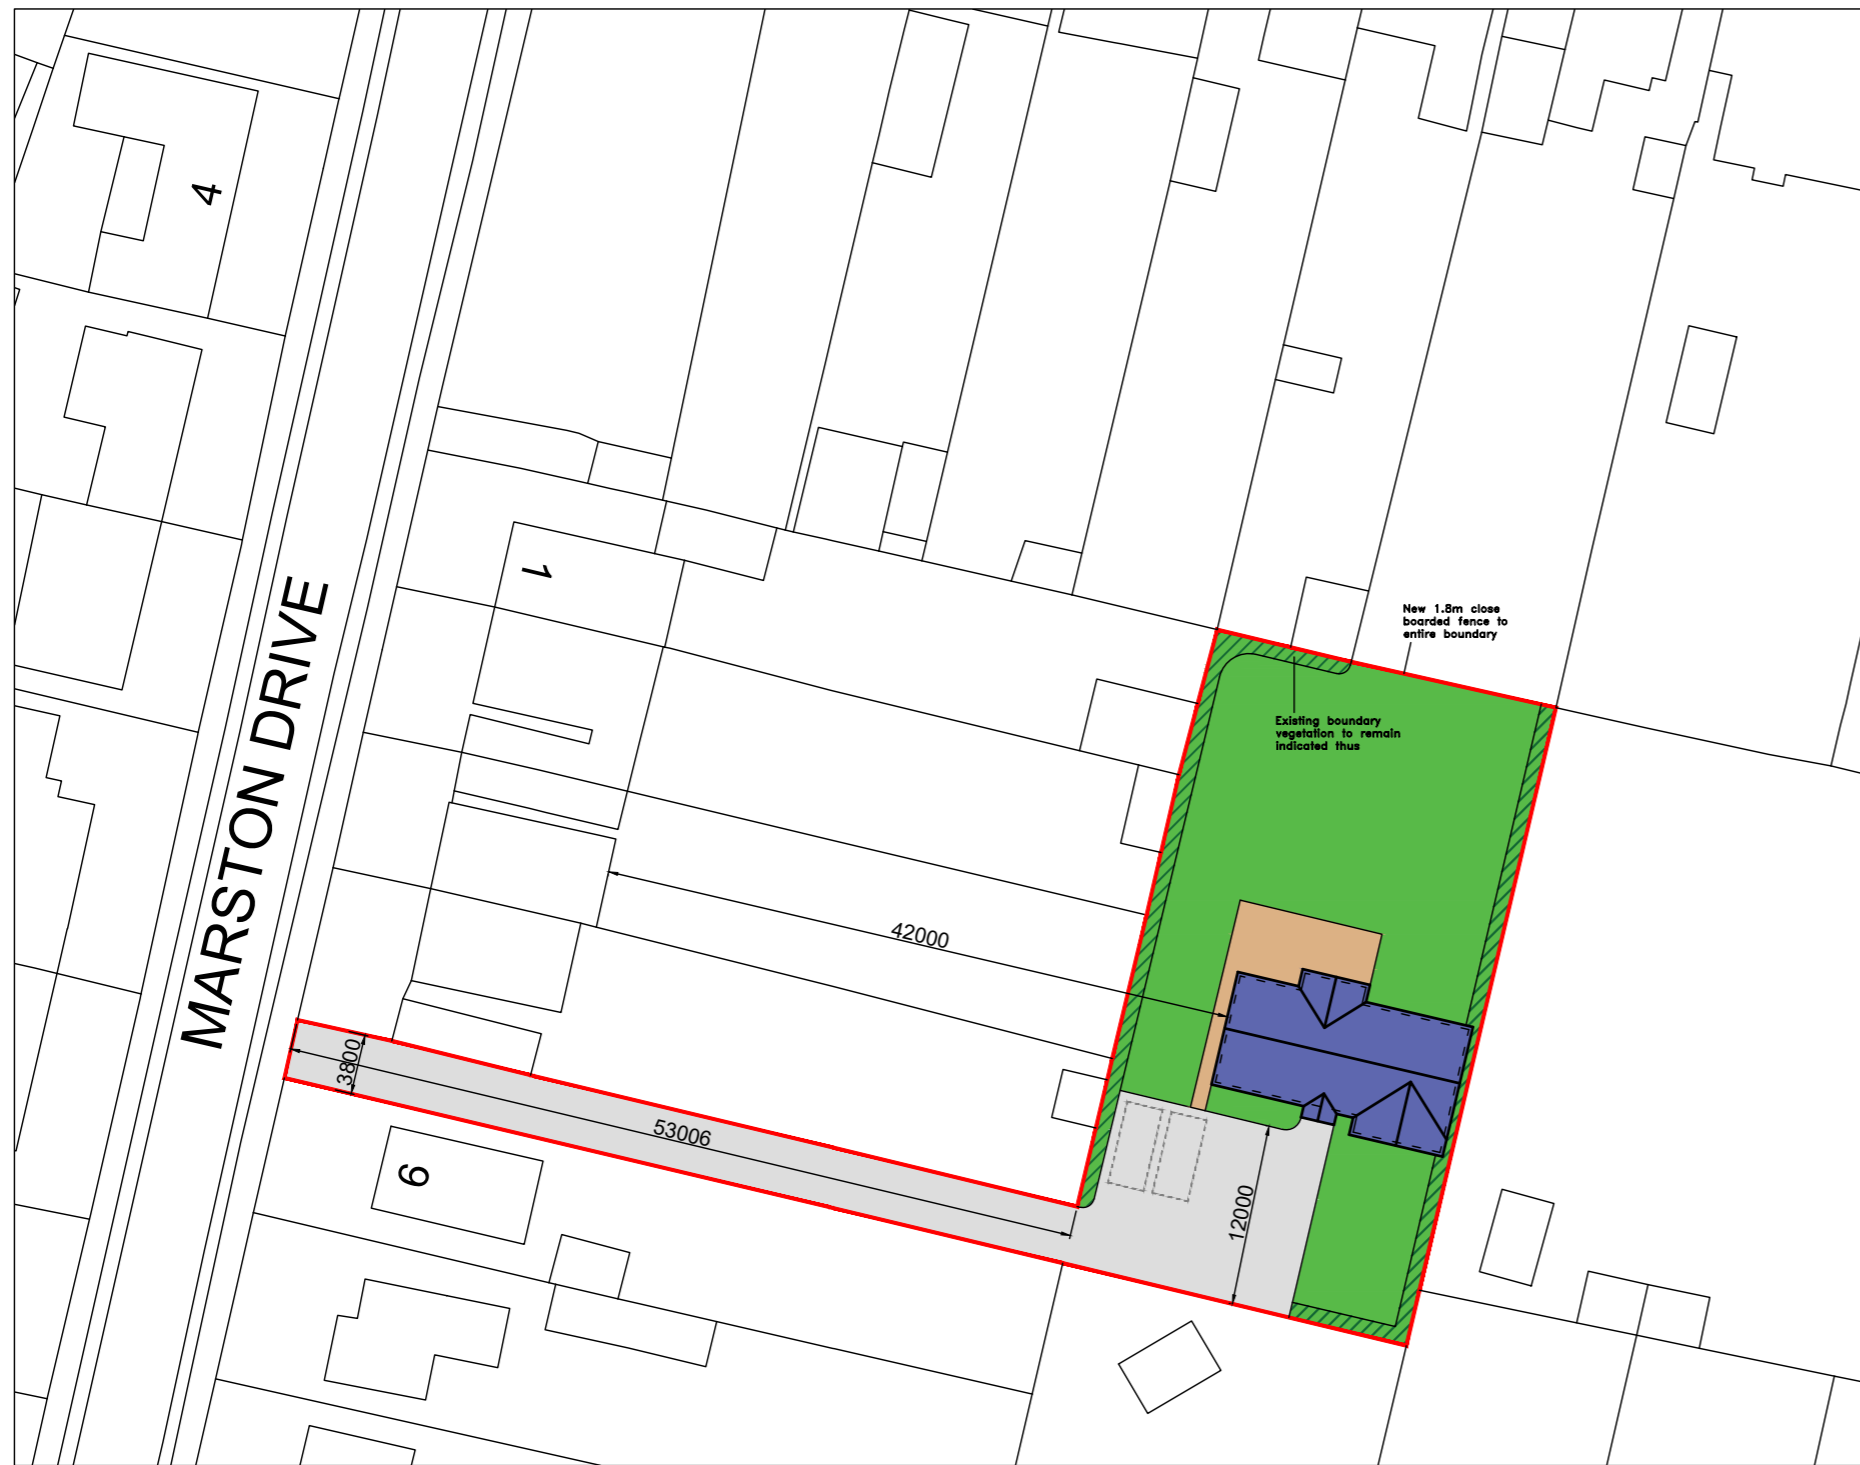 4
1
MARSTON DRIVE
New 1.8m close
boarded fence to
entire boundary
Existing boundary
vegetation to remain
indicated thus
42000
3800
53006
9
12000